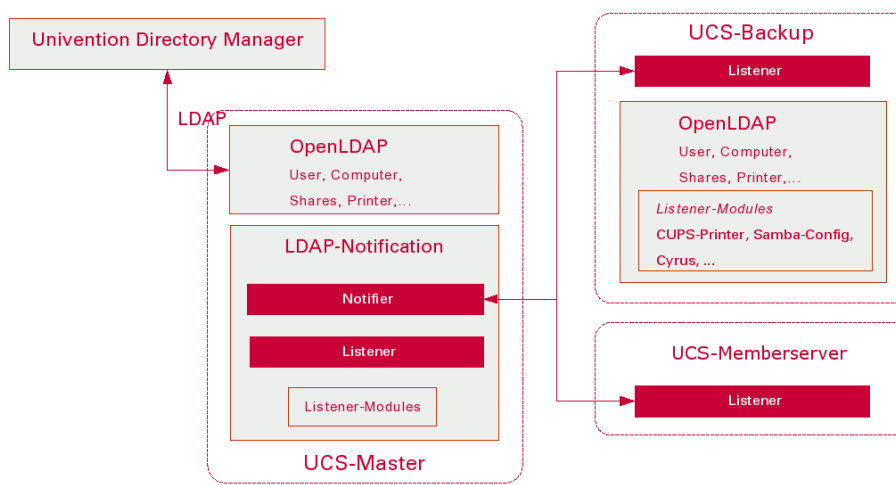 Univention Directory Manager
LDAP
OpenLDAP
User, Computer,
Shares, Printer,...
LDAP-Notification
Notifier
Listener
Listener-Modules
UCS-Master
UCS-Backup
Listener
OpenLDAP
User, Computer,
Shares, Printer,...
Listener-Modules
CUPS-Printer, Samba-Config,
Cyrus, ...
UCS-Memberserver
Listener